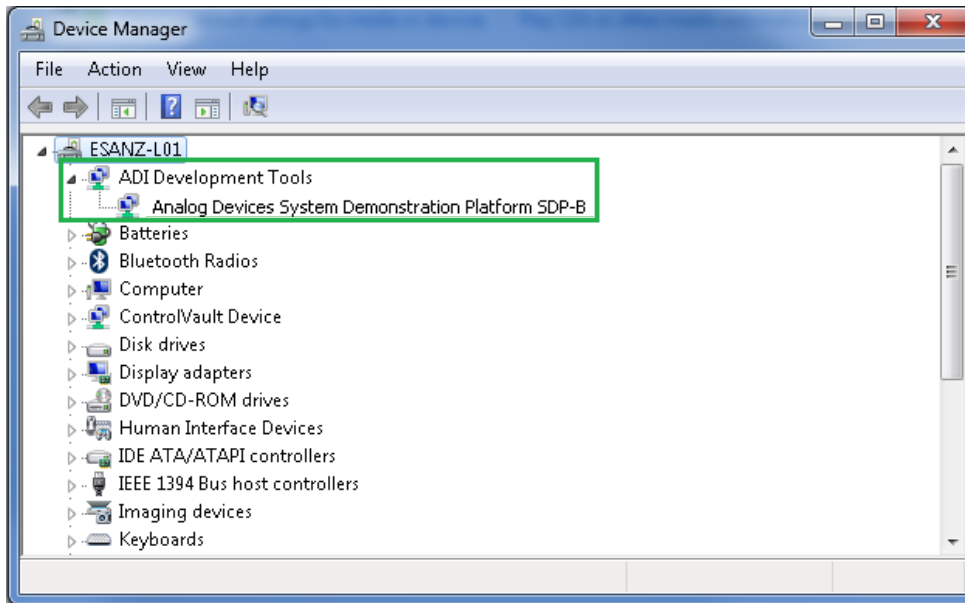 Device Manager
File Action View Help
ESANZ-L01
ADI Development Tools
Analog Devices System Demonstration Platform SDP-B
Batteries
Bluetooth Radios
Computer
ControlVault Device
Disk drives
Display adapters
DVD/CD-ROM drives
Human Interface Devices
IDE ATA/ATAPI controllers
IEEE 1394 Bus host controllers
Imaging devices
Keyboards